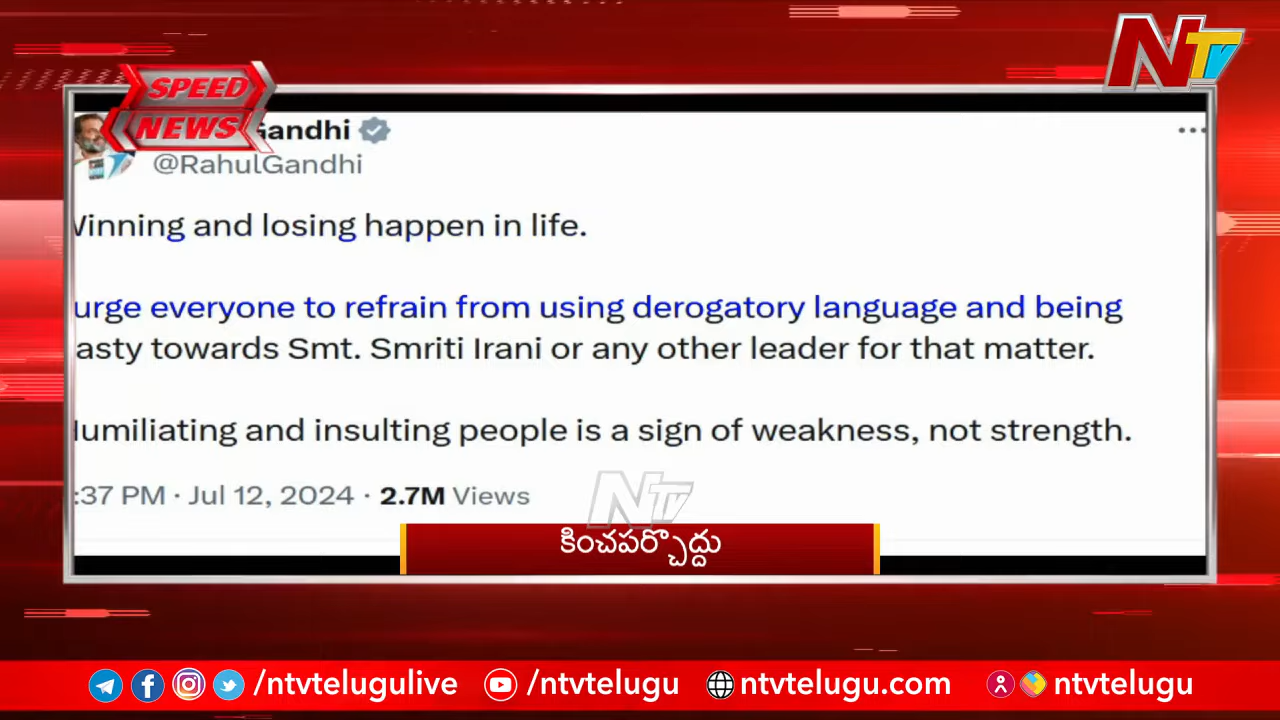 NTV
SPEED
NEWS
Gandhi
@RahulGandhi
Winning and losing happen in life.
urge everyone to refrain from using derogatory language and being
asty towards Smt. Smriti Irani or any other leader for that matter.
Humiliating and insulting people is a sign of weakness, not strength.
:37 PM · Jul 12, 2024 · 2.7M Views
NTV
కించపర్చొద్దు
/ntvtelugulive
/ntvtelugu
ntvtelugu.com
ntvtelugu